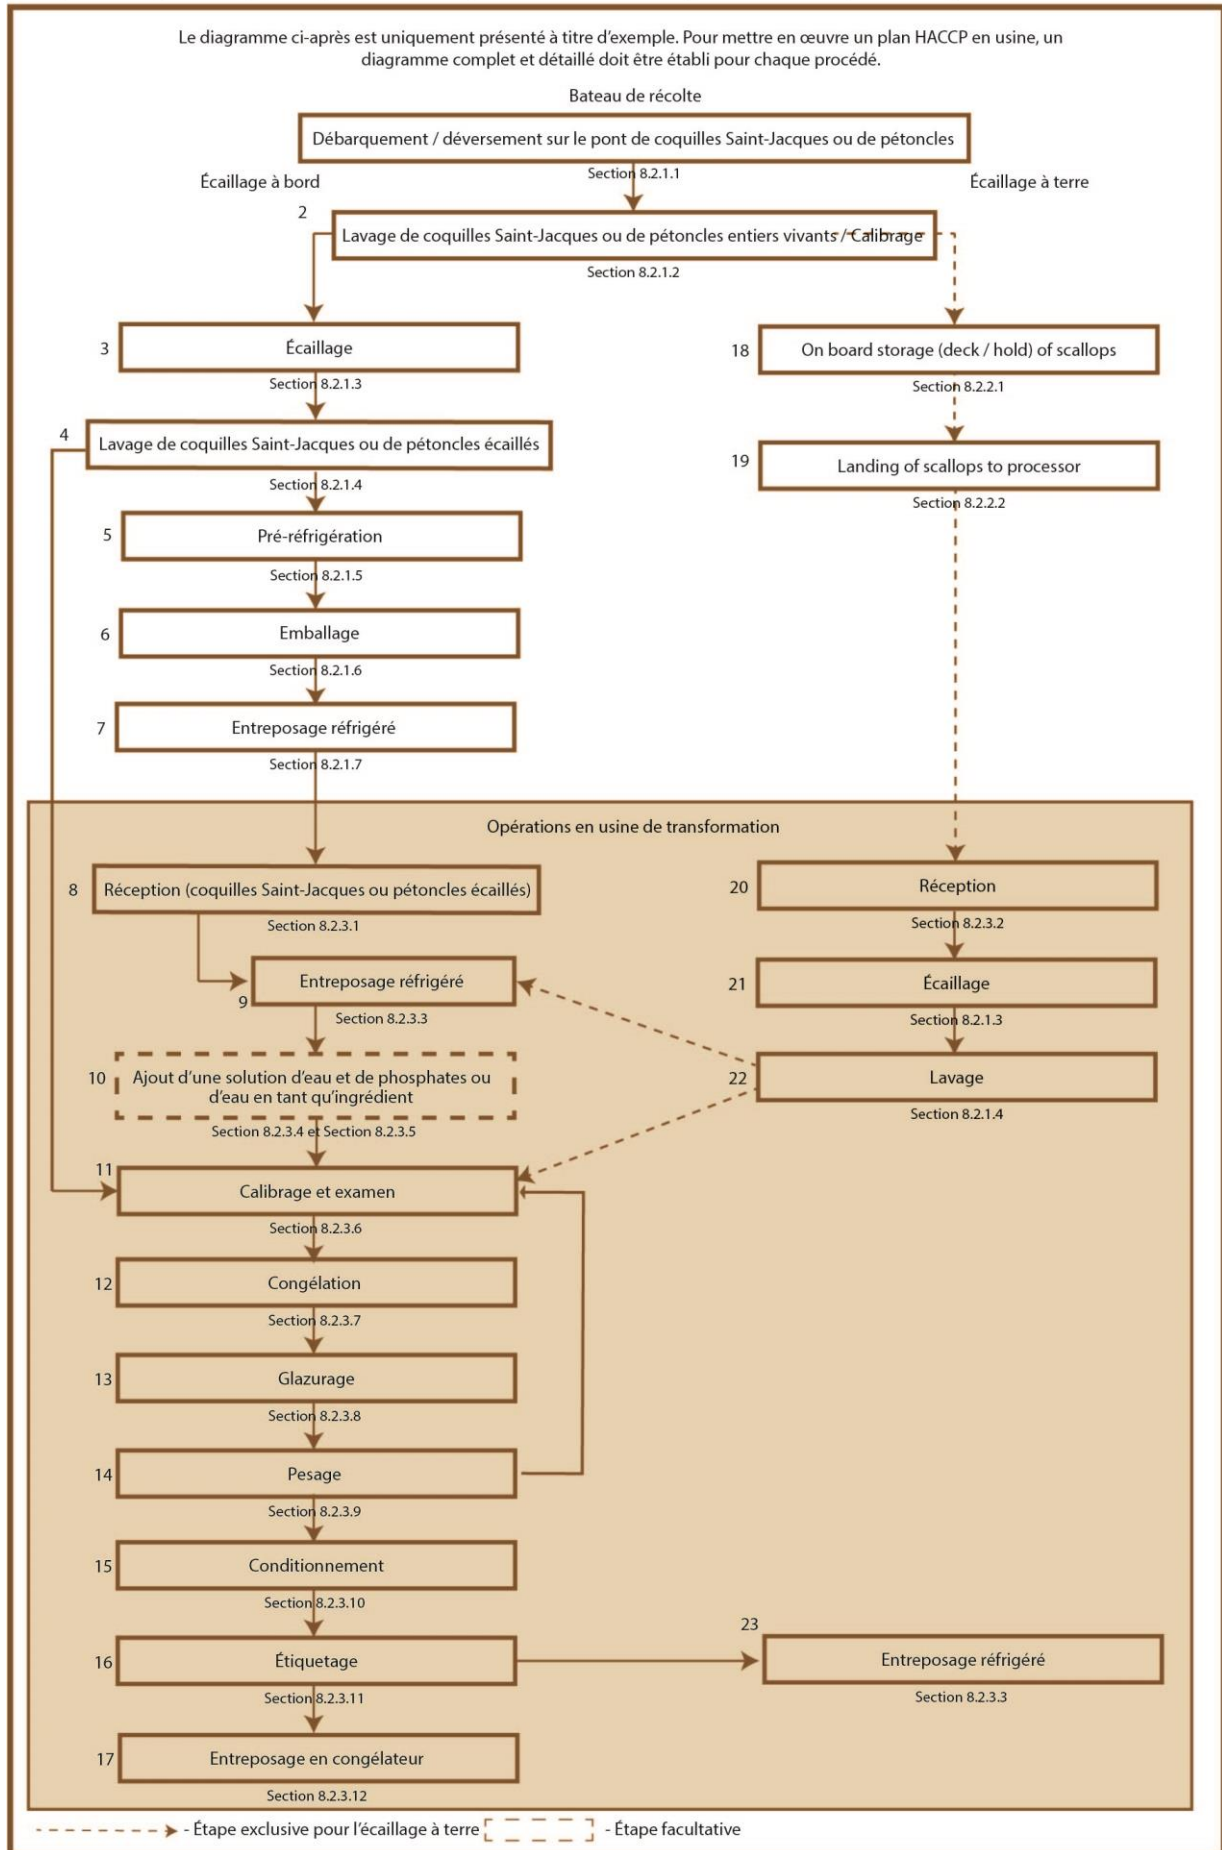 Le diagramme ci-après est uniquement présenté à titre d’exemple. Pour mettre en œuvre un plan HACCP en usine, un
diagramme complet et détaillé doit être établi pour chaque procédé.
Bateau de récolte
Débarquement / déversement sur le pont de coquilles Saint-Jacques ou de pétoncles
Section 8.2.1.1
Écaillage à bord
Écaillage à terre
2
Lavage de coquilles Saint-Jacques ou de pétoncles entiers vivants / Calibrage
Section 8.2.1.2
3
Écaillage
Section 8.2.1.3
18
On board storage (deck / hold) of scallops
Section 8.2.2.1
4
Lavage de coquilles Saint-Jacques ou de pétoncles écaillés
Section 8.2.1.4
19
Landing of scallops to processor
Section 8.2.2.2
5
Pré-réfrigération
Section 8.2.1.5
6
Emballage
Section 8.2.1.6
7
Entreposage réfrigéré
Section 8.2.1.7
Opérations en usine de transformation
8
Réception (coquilles Saint-Jacques ou pétoncles écaillés)
Section 8.2.3.1
20
Réception
Section 8.2.3.2
9
Entreposage réfrigéré
Section 8.2.3.3
21
Écaillage
Section 8.2.1.3
10
Ajout d’une solution d’eau et de phosphates ou
d’eau en tant qu’ingrédient
Section 8.2.3.4 et Section 8.2.3.5
22
Lavage
Section 8.2.1.4
11
Calibrage et examen
Section 8.2.3.6
12
Congélation
Section 8.2.3.7
13
Glazurage
Section 8.2.3.8
14
Pesage
Section 8.2.3.9
15
Conditionnement
Section 8.2.3.10
16
Étiquetage
Section 8.2.3.11
23
Entreposage réfrigéré
Section 8.2.3.3
17
Entreposage en congélateur
Section 8.2.3.12
- Étape exclusive pour l’écaillage à terre
- Étape facultative